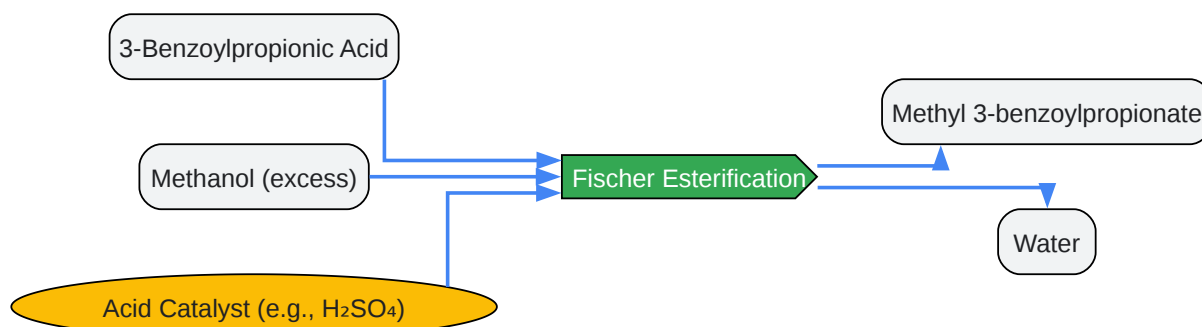 3-Benzoylpropionic Acid
Methanol (excess)
Acid Catalyst (e.g., H₂SO₄)
Fischer Esterification
Methyl 3-benzoylpropionate
Water